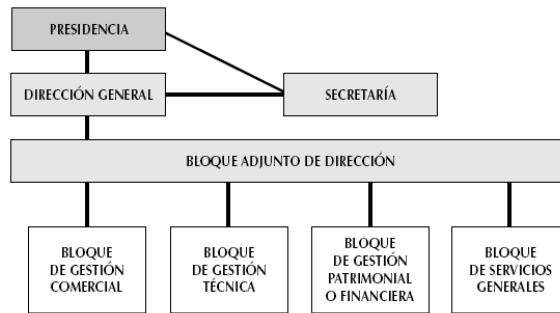 PRESIDENCIA
DIRECCIÓN GENERAL
SECRETARÍA
BLOQUE ADJUNTO DE DIRECCIÓN
BLOQUE
DE GESTIÓN
COMERCIAL
BLOQUE
DE GESTIÓN
TÉCNICA
BLOQUE
DE GESTIÓN
PATRIMONIAL
O FINANCIERA
BLOQUE
DE SERVICIOS
GENERALES